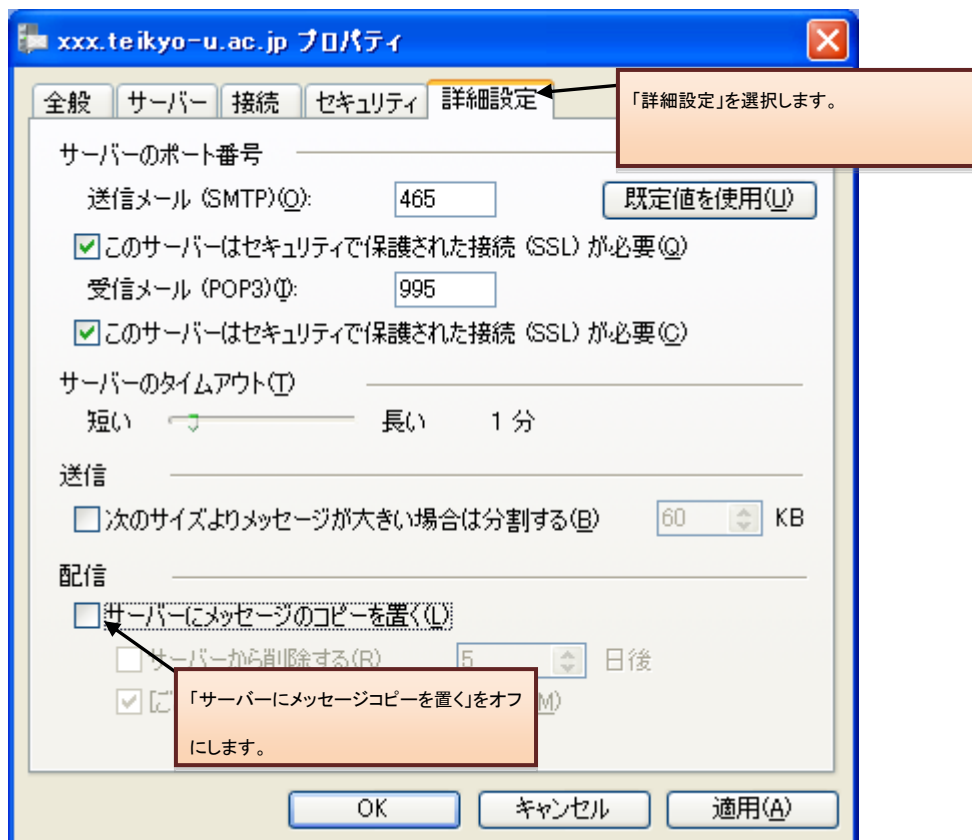 xxx.teikyo-u.ac.jp プロパティ
全般 サーバー 接続 セキュリティ 詳細設定
「詳細設定」を選択します。
サーバーのポート番号
送信メール (SMTP)(O): 465 既定値を使用(U)
このサーバーはセキュリティで保護された接続 (SSL) が必要(Q)
受信メール (POP3)(I): 995
このサーバーはセキュリティで保護された接続 (SSL) が必要(C)
サーバーのタイムアウト(T)
短い 長い 1 分
送信
次のサイズよりメッセージが大きい場合は分割する(B) 60 KB
配信
サーバーにメッセージのコピーを置く(L)
サーバーから削除する(R) 5 日後
「サーバーにメッセージコピーを置く」をオフ
にします。
OK キャンセル 適用(A)